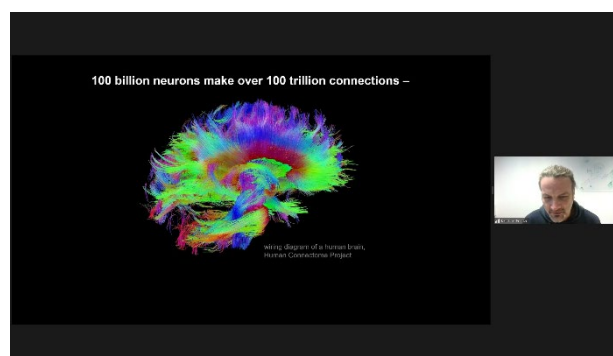 100 billion neurons make over 100 trillion connections –
wiring diagram of a human brain,
Human Connectome Project